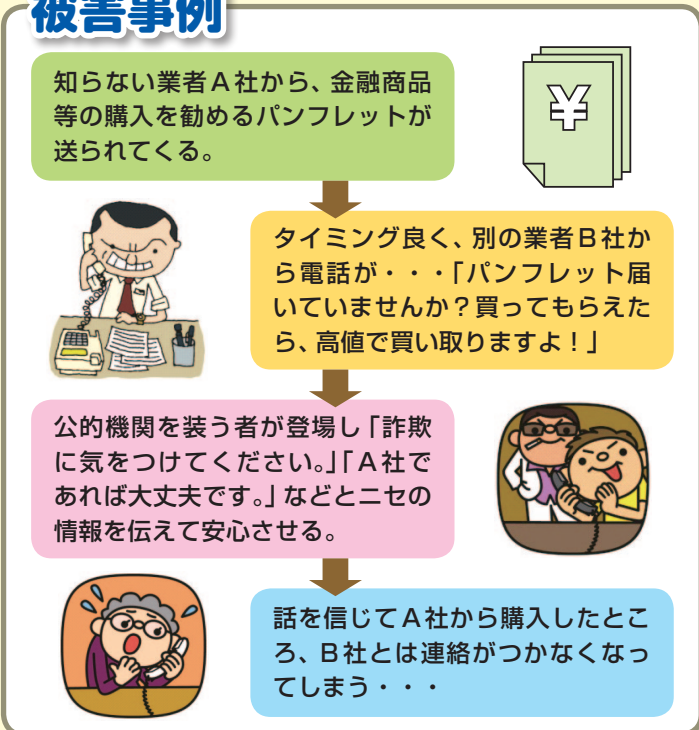 被害事例
知らない業者A社から、金融商品
等の購入を勧めるパンフレットが
送られてくる。
¥
タイミング良く、別の業者B社か
ら電話が・・・「パンフレット届
いていませんか?買ってもらえた
ら、高値で買い取りますよ!」
公的機関を装う者が登場し「詐欺
に気をつけてください。」「A社で
あれば大丈夫です。」などとニセの
情報を伝えて安心させる。
話を信じてA社から購入したとこ
ろ、B社とは連絡がつかなくなっ
てしまう・・・